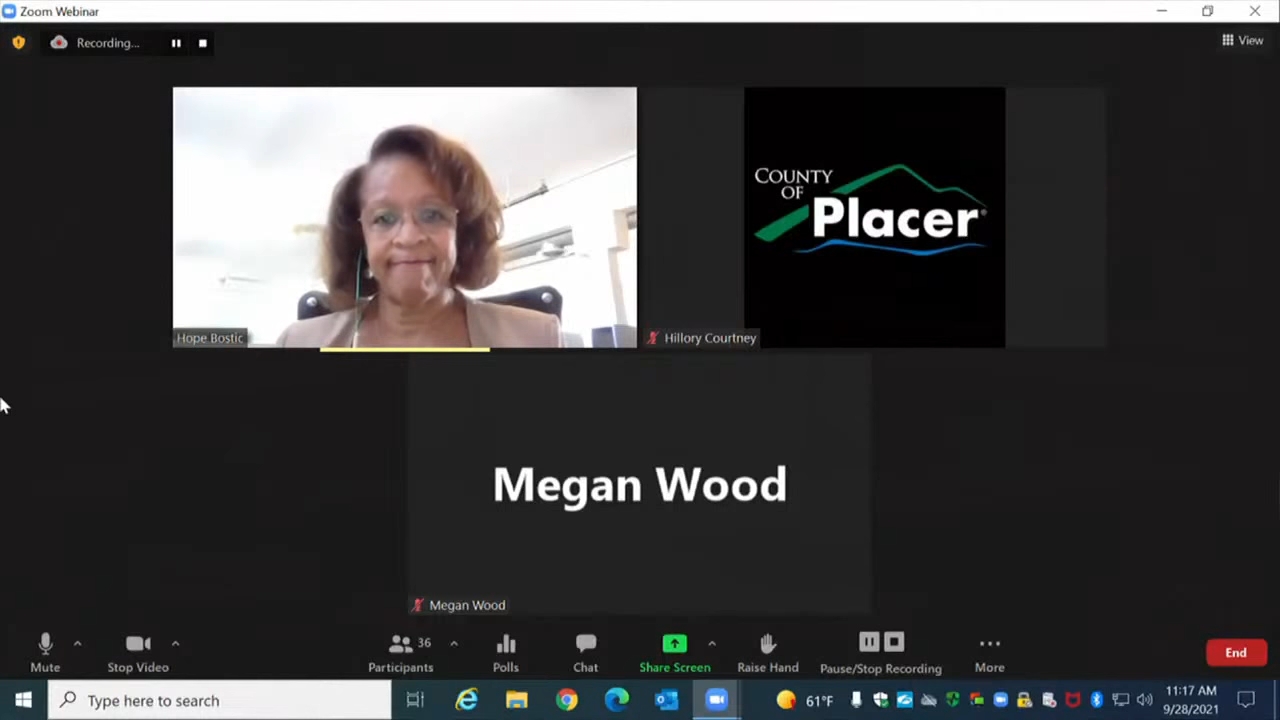 Zoom Webinar
Recording...
View
COUNTY
OF
Placer®
Hope Bostic
Hillory Courtney
Megan Wood
Megan Wood
36
Mute
Stop Video
Participants
Polls
Chat
Share Screen
Raise Hand
Pause/Stop Recording
More
End
Type here to search
61°F
11:17 AM
9/28/2021